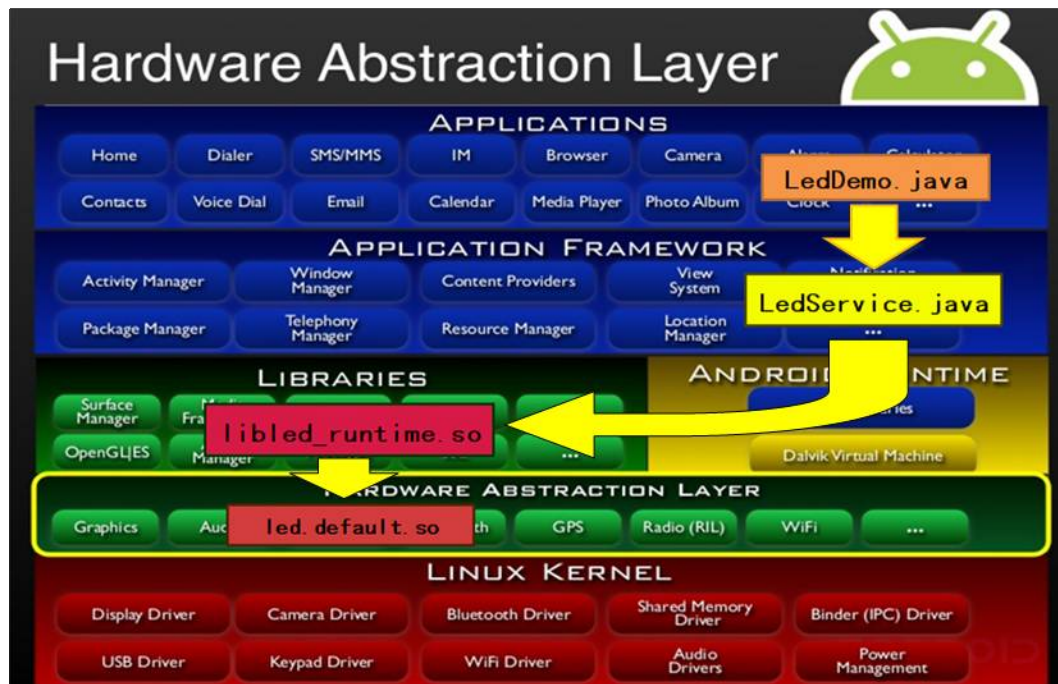 Hardware Abstraction Layer
APPLICATIONS
Home Dialer SMS/MMS IM Browser Camera
LedDemo.java
Contacts Voice Dial Email Calendar Media Player Photo Album Clock ...
APPLICATION FRAMEWORK
Activity Manager Window Manager Content Providers View System
LedService.java
Package Manager Telephony Manager Resource Manager Location Manager ...
LIBRARIES
Surface Manager
libled_runtime.so
OpenGL|ES Manager ...
Dalvik Virtual Machine
HARDWARE ABSTRACTION LAYER
Graphics led.default.so GPS Radio (RIL) WiFi ...
LINUX KERNEL
Display Driver Camera Driver Bluetooth Driver Shared Memory Driver Binder (IPC) Driver
USB Driver Keypad Driver WiFi Driver Audio Drivers Power Management